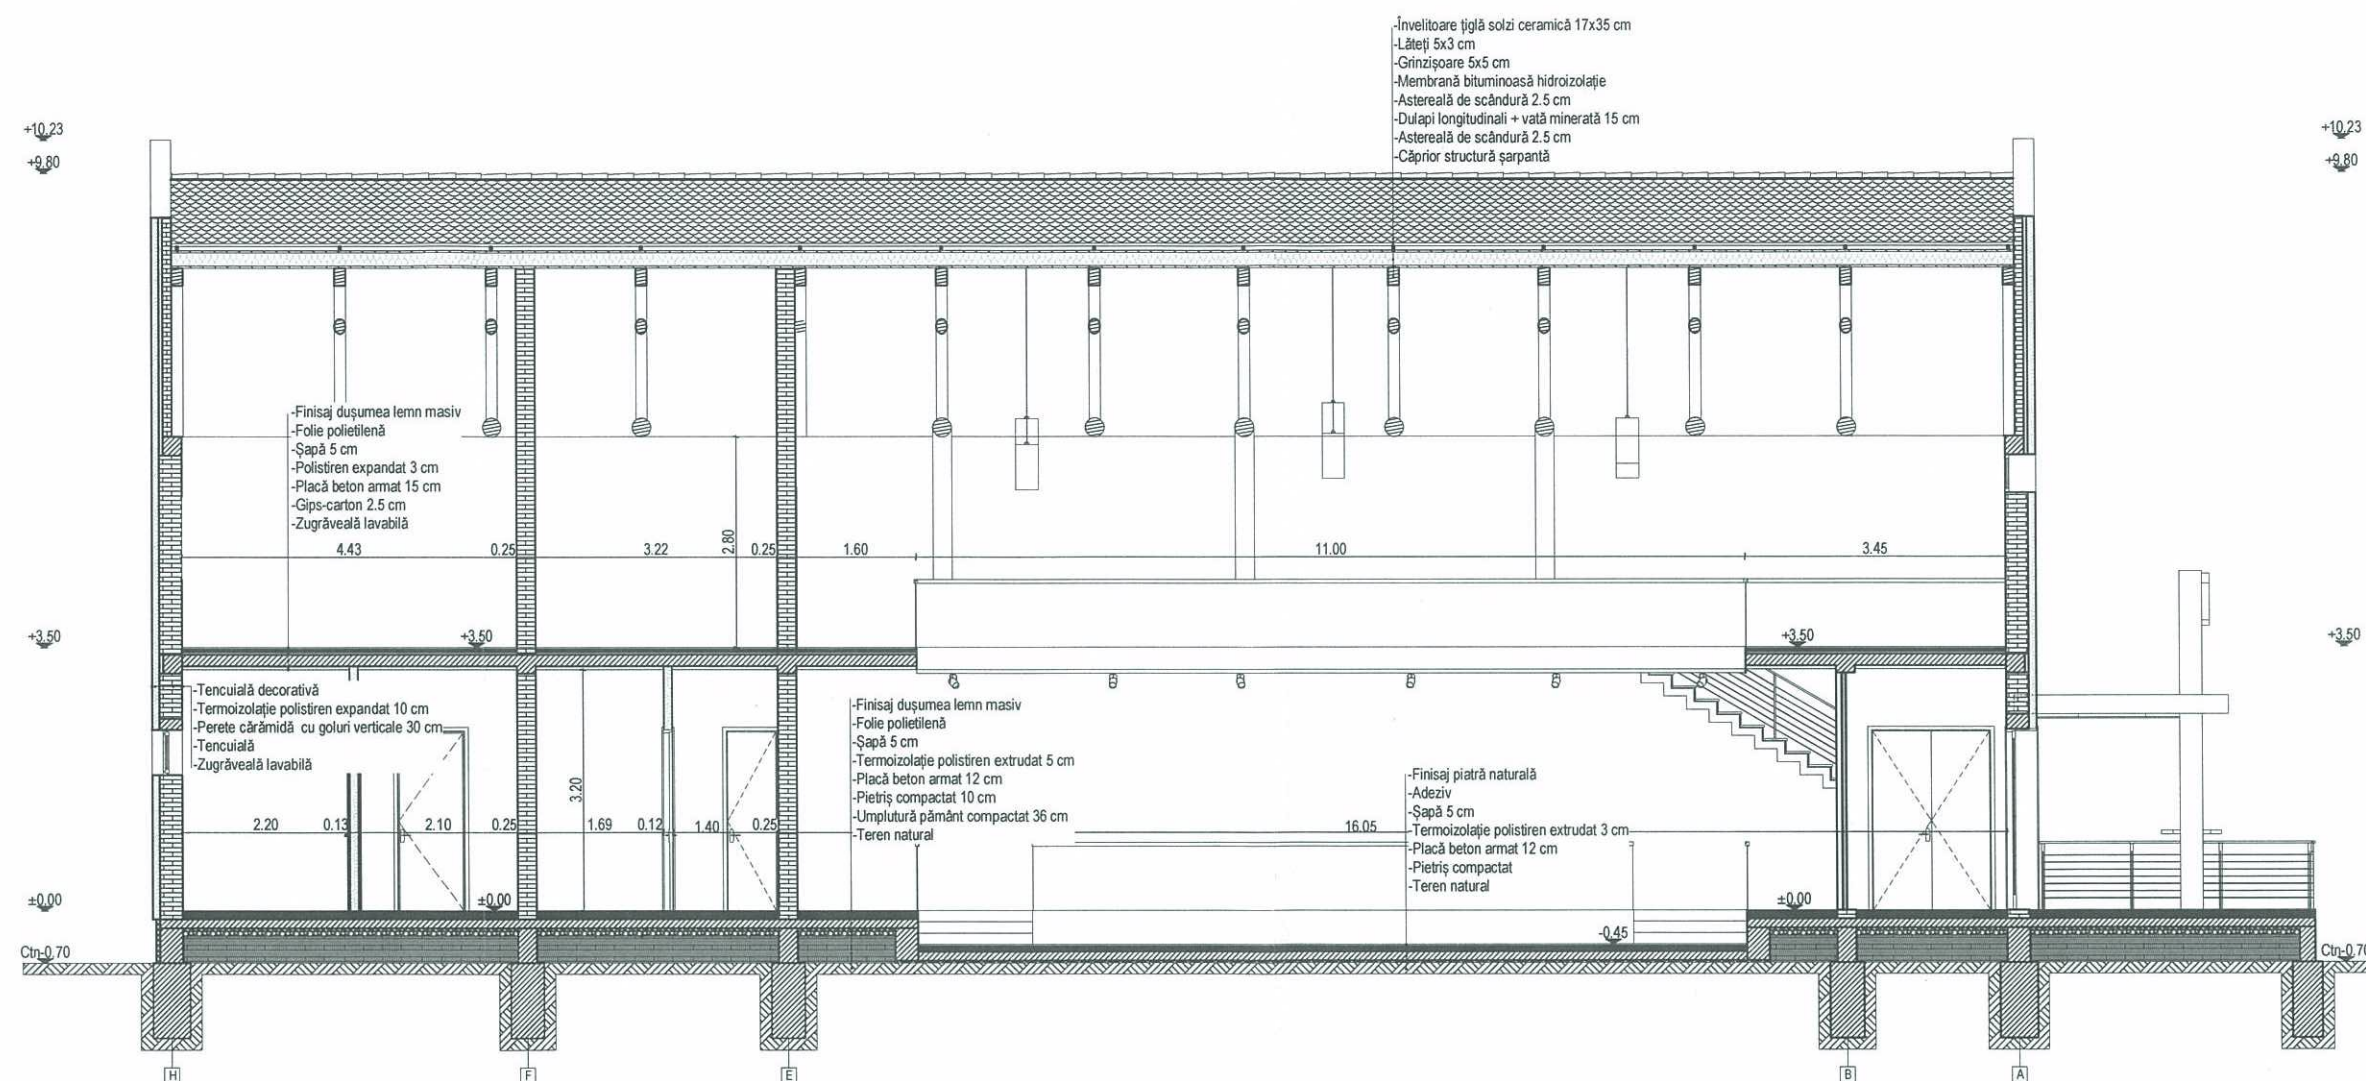 -Învelitoare țiglă solzi ceramică 17x35 cm
-Lăteți 5x3 cm
-Grinzișoare 5x5 cm
-Membrană bituminoasă hidroizolație
-Astereală de scândură 2.5 cm
-Dulapi longitudinali + vată minerată 15 cm
-Astereală de scândură 2.5 cm
-Căprior structură șarpantă
+10.23
+10.23
+9.80
+9.80
-Finisaj dușumea lemn masiv
-Folie polietilenă
-Șapă 5 cm
-Polistiren expandat 3 cm
-Placă beton armat 15 cm
-Gips-carton 2.5 cm
-Zugrăveală lavabilă
4.43 0.25 3.22 2.80 0.25 1.60 11.00 3.45
+3.50 +3.50 +3.50 +3.50
-Tencuială decorativă
-Termoizolație polistiren expandat 10 cm
-Perete cărămidă cu goluri verticale 30 cm
-Tencuială
-Zugrăveală lavabilă
-Finisaj dușumea lemn masiv
-Folie polietilenă
-Șapă 5 cm
-Termoizolație polistiren extrudat 5 cm
-Placă beton armat 12 cm
-Pietriș compactat 10 cm
-Umplutură pământ compactat 36 cm
-Teren natural
-Finisaj piatră naturală
-Adeziv
-Șapă 5 cm
-Termoizolație polistiren extrudat 3 cm
-Placă beton armat 12 cm
-Pietriș compactat
-Teren natural
3.20
2.20 0.13 2.10 0.25 1.69 0.12 1.40 0.25 16.05
±0.00 ±0.00 ±0.00
-0.45
Ctn-0.70 Ctn-0.70
H F E B A